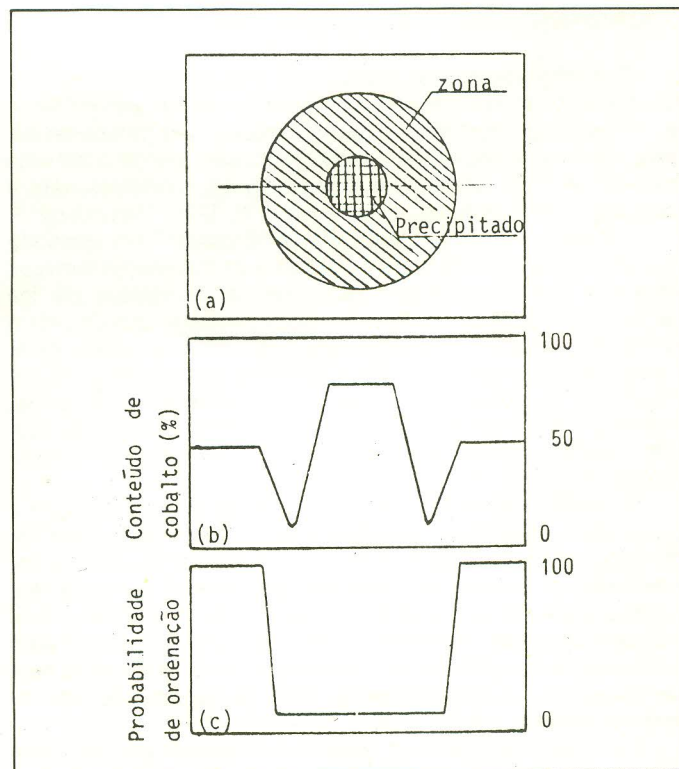 zona
Precipitado
(a)
100
50
0
Conteúdo de
cobalto (%)
(b)
100
0
Probabilidade
de ordenação
(c)